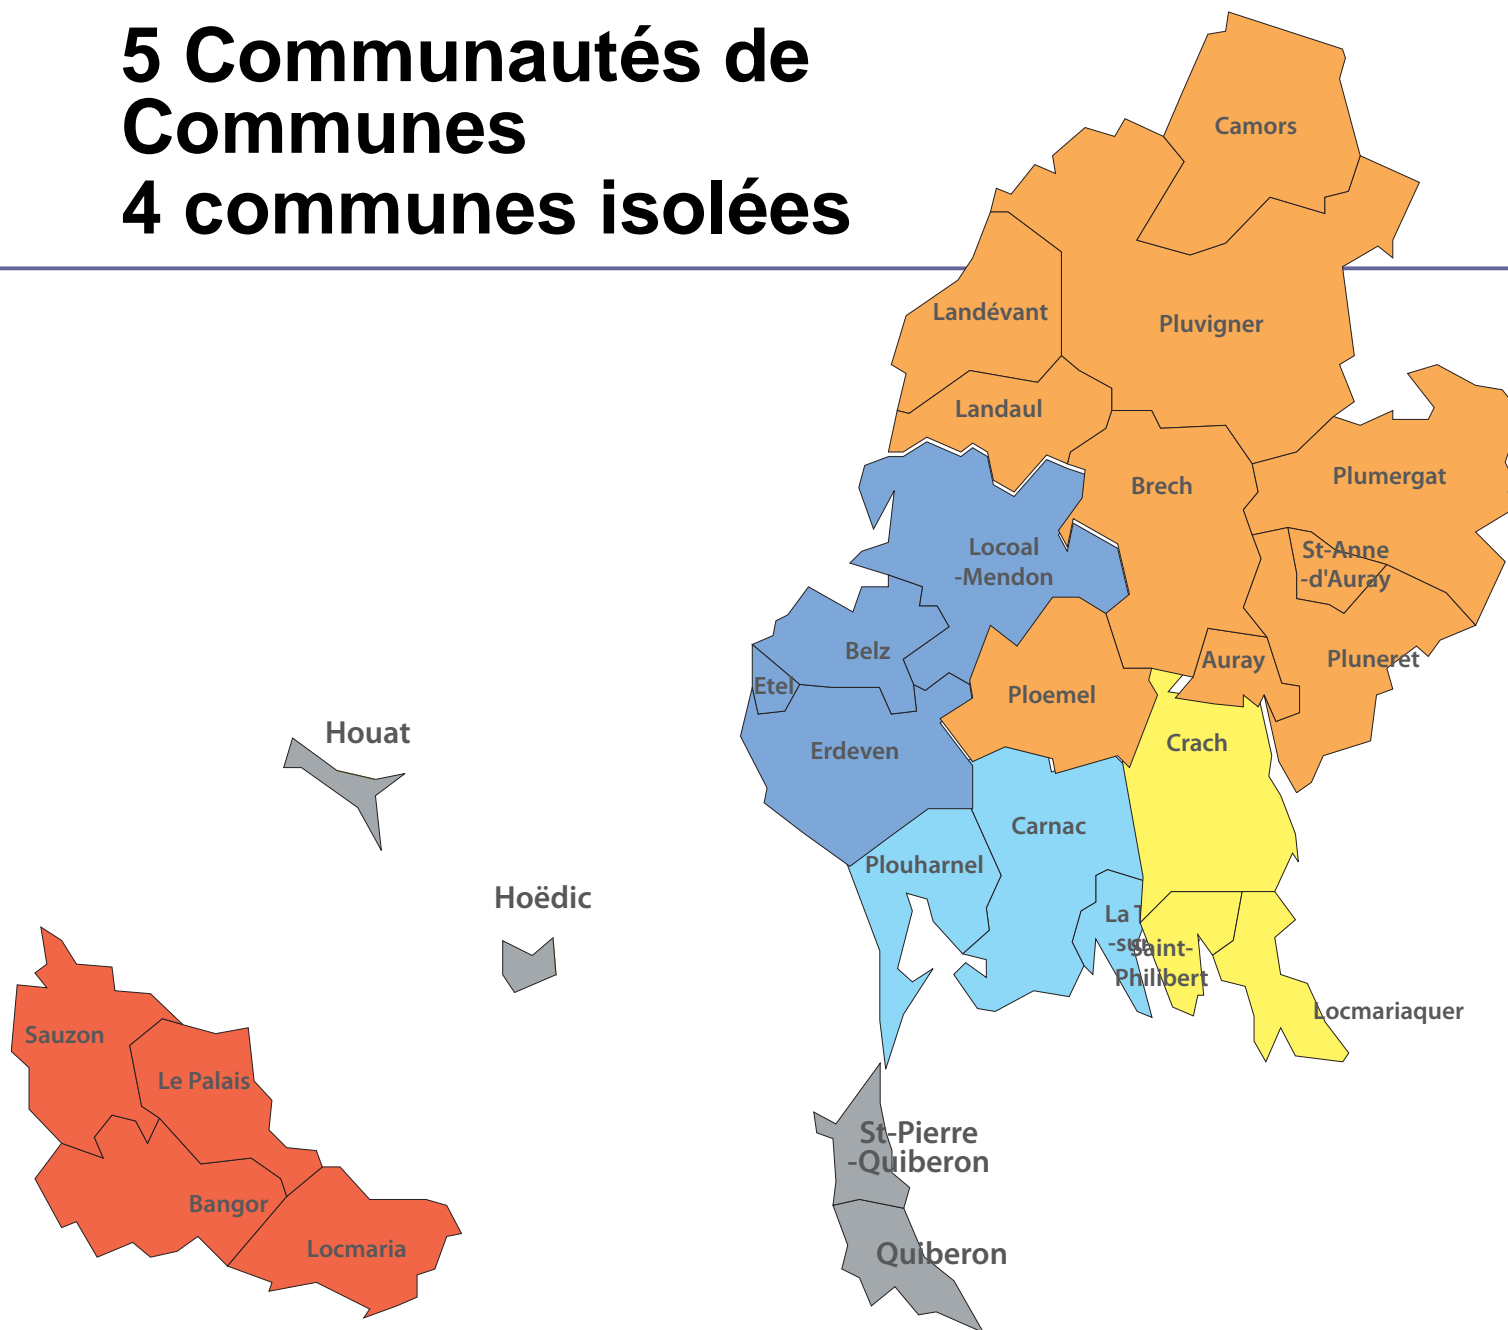 5 Communautés de
Communes
4 communes isolées
Camors
Landévant
Pluvigner
Landaul
Brech
Plumergat
Locoal
-Mendon
St-Anne
-d'Auray
Belz
Auray
Pluneret
Etel
Ploemel
Houat
Erdeven
Crach
Carnac
Plouharnel
Hoëdic
La
Saint-
Philibert
Locmariaquer
Sauzon
Le Palais
St-Pierre
-Quiberon
Bangor
Locmaria
Quiberon